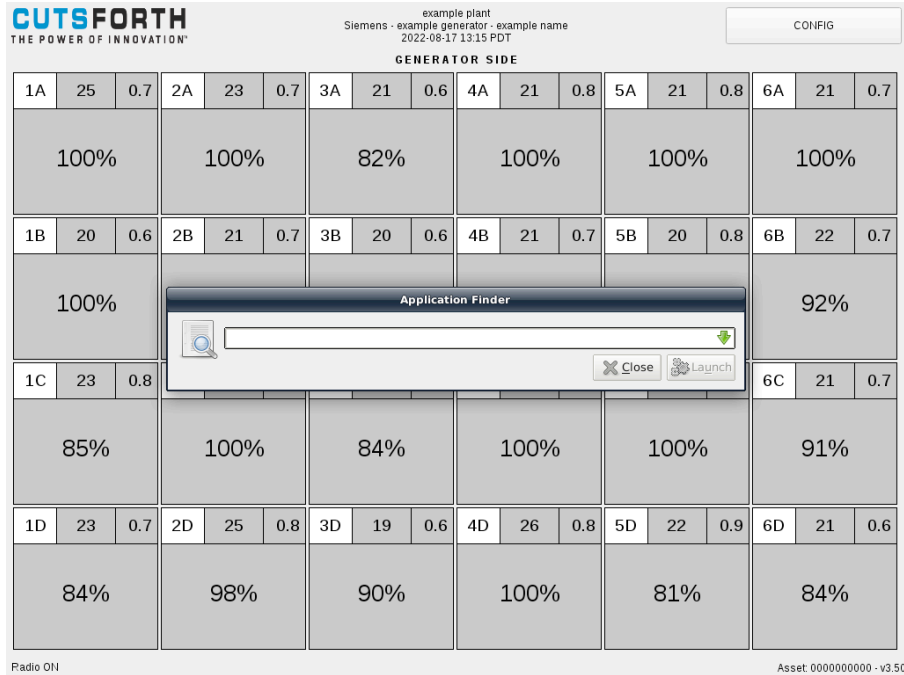 CUTSFORTH
THE POWER OF INNOVATION"
example plant
Siemens - example generator - example name
2022-08-17 13:15 PDT
CONFIG
GENERATOR SIDE
1A 25 0.7 2A 23 0.7 3A 21 0.6 4A 21 0.8 5A 21 0.8 6A 21 0.7
100% 100% 82% 100% 100% 100%
1B 20 0.6 2B 21 0.7 3B 20 0.6 4B 21 0.7 5B 20 0.8 6B 22 0.7
100% 92%
Application Finder
Close Launch
1C 23 0.8 6C 21 0.7
85% 100% 84% 100% 100% 91%
1D 23 0.7 2D 25 0.8 3D 19 0.6 4D 26 0.8 5D 22 0.9 6D 21 0.6
84% 98% 90% 100% 81% 84%
Radio ON
Asset: 0000000000 - v3.50